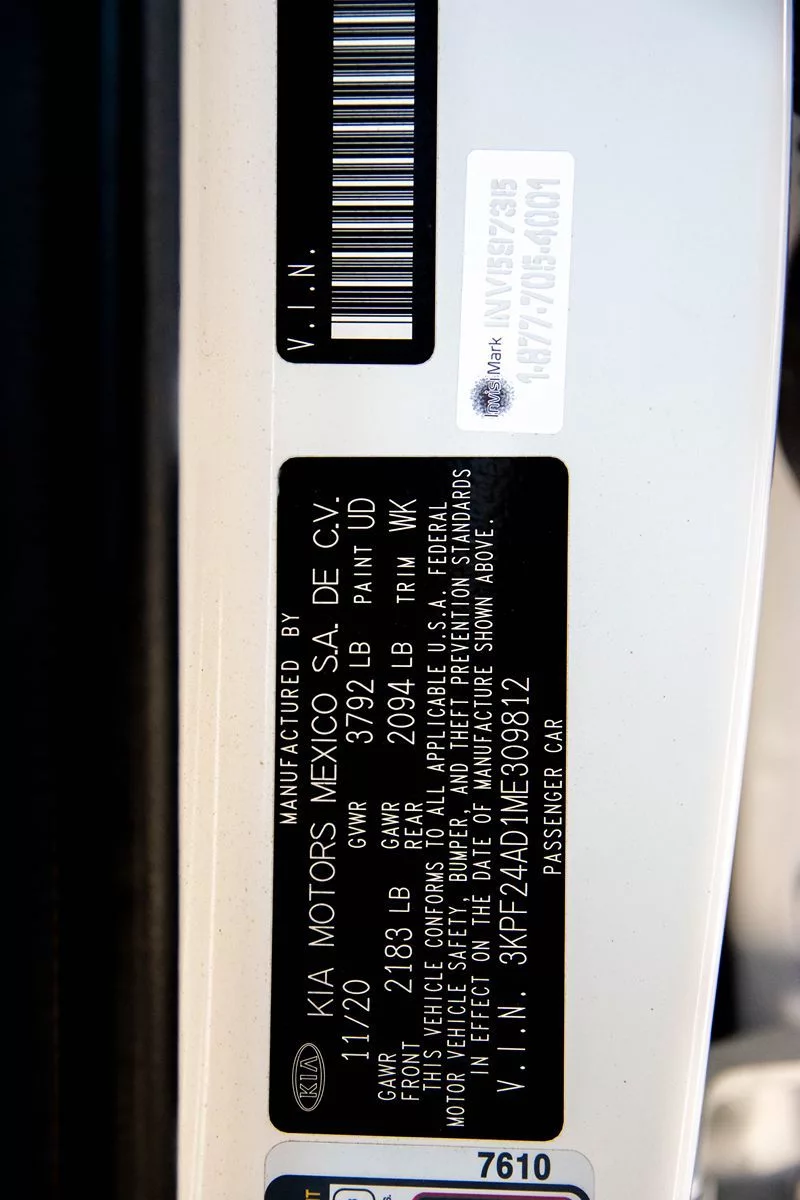 V.I.N.
InvisiMark INV1597315
1-877-705-4001
MANUFACTURED BY
KIA KIA MOTORS MEXICO S.A. DE C.V.
11/20 GVWR 3792 LB PAINT UD
GAWR FRONT 2183 LB GAWR REAR 2094 LB TRIM WK
THIS VEHICLE CONFORMS TO ALL APPLICABLE U.S.A. FEDERAL
MOTOR VEHICLE SAFETY, BUMPER, AND THEFT PREVENTION STANDARDS
IN EFFECT ON THE DATE OF MANUFACTURE SHOWN ABOVE.
V.I.N. 3KPF24AD1ME309812
PASSENGER CAR
7610